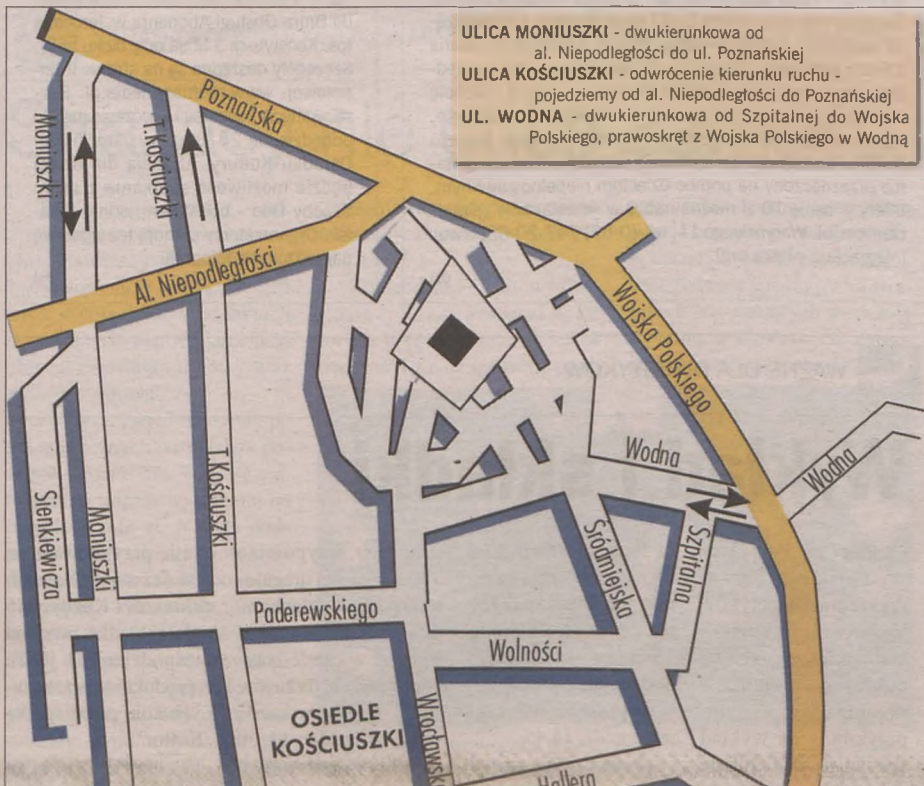 ULICA MONIUSZKI - dwukierunkowa od
al. Niepodległości do ul. Poznańskiej
ULICA KOŚCIUSZKI - odwrócenie kierunku ruchu -
pojedziemy od al. Niepodległości do Poznańskiej
UL. WODNA - dwukierunkowa od Szpitalnej do Wojska
Polskiego, prawoskręt z Wojska Polskiego w Wodną
Poznańska
Moniuszki
T.Kościuszki
Al. Niepodległości
Wojska Polskiego
Wodna
Wodna
Sienkiewicza
Moniuszki
T.Kościuszki
Śródmiejska
Szpitalna
Paderewskiego
Wolności
OSIEDLE
KOŚCIUSZKI
Wrocławska
Hallera